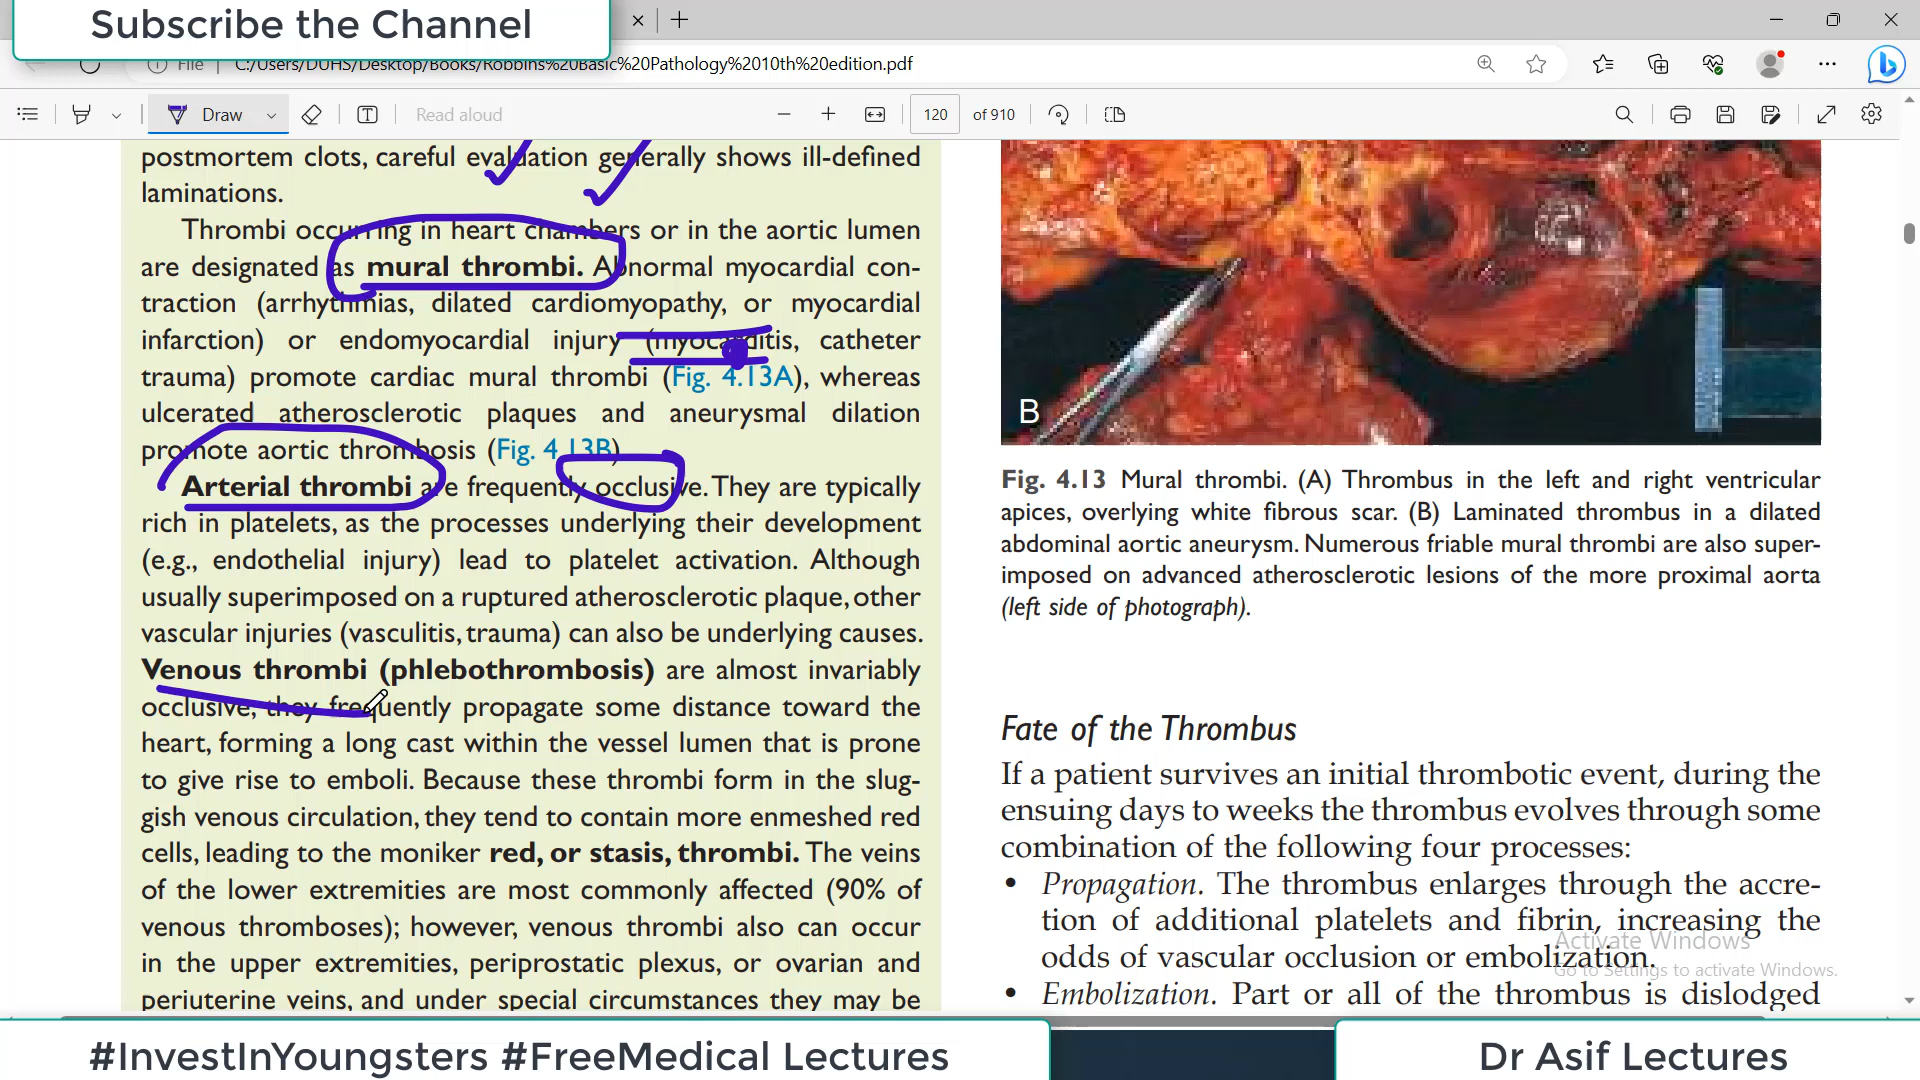 Subscribe the Channel
File
C:/Users/DUHS/Desktop/Books/Robbins%20Basic%20Pathology%2010th%20edition.pdf
Draw
Read aloud
120
of 910
postmortem clots, careful evaluation generally shows ill-defined
laminations.
Thrombi occurring in heart chambers or in the aortic lumen
are designated as mural thrombi. Abnormal myocardial con-
traction (arrhythmias, dilated cardiomyopathy, or myocardial
infarction) or endomyocardial injury (myocarditis, catheter
trauma) promote cardiac mural thrombi (Fig. 4.13A), whereas
ulcerated atherosclerotic plaques and aneurysmal dilation
promote aortic thrombosis (Fig. 4.13B).
Arterial thrombi are frequently occlusive. They are typically
rich in platelets, as the processes underlying their development
(e.g., endothelial injury) lead to platelet activation. Although
usually superimposed on a ruptured atherosclerotic plaque, other
vascular injuries (vasculitis, trauma) can also be underlying causes.
Venous thrombi (phlebothrombosis) are almost invariably
occlusive; they frequently propagate some distance toward the
heart, forming a long cast within the vessel lumen that is prone
to give rise to emboli. Because these thrombi form in the slug-
gish venous circulation, they tend to contain more enmeshed red
cells, leading to the moniker red, or stasis, thrombi. The veins
of the lower extremities are most commonly affected (90% of
venous thromboses); however, venous thrombi also can occur
in the upper extremities, periprostatic plexus, or ovarian and
periuterine veins, and under special circumstances they may be
B
Fig. 4.13 Mural thrombi. (A) Thrombus in the left and right ventricular
apices, overlying white fibrous scar. (B) Laminated thrombus in a dilated
abdominal aortic aneurysm. Numerous friable mural thrombi are also super-
imposed on advanced atherosclerotic lesions of the more proximal aorta
(left side of photograph).
Fate of the Thrombus
If a patient survives an initial thrombotic event, during the
ensuing days to weeks the thrombus evolves through some
combination of the following four processes:
• Propagation. The thrombus enlarges through the accre-
tion of additional platelets and fibrin, increasing the
odds of vascular occlusion or embolization.
• Embolization. Part or all of the thrombus is dislodged
Activate Windows
Go to Settings to activate Windows.
#InvestInYoungsters #FreeMedical Lectures
Dr Asif Lectures